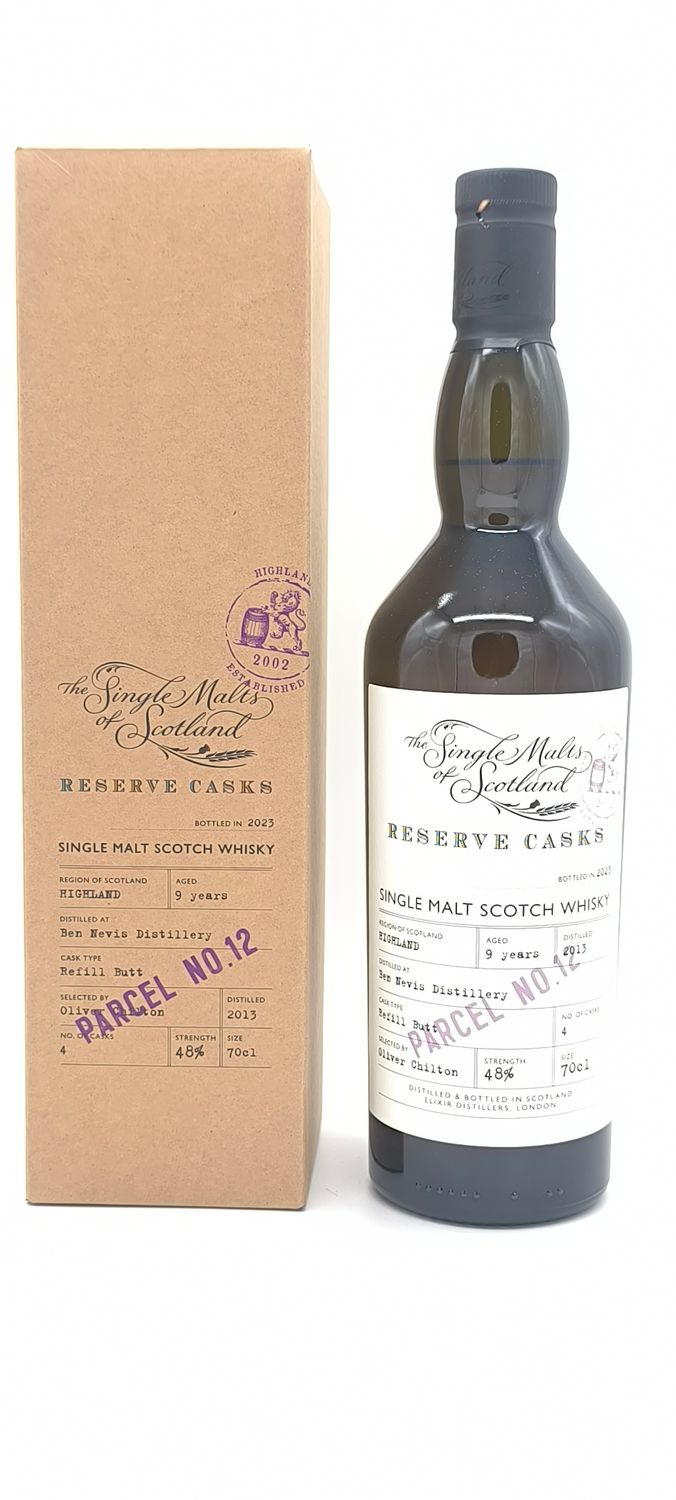 HIGHLAN
2002
ESTABLISHED
The Single Malts
of Scotland
RESERVE CASKS
BOTTLED IN 2023
SINGLE MALT SCOTCH WHISKY
REGION OF SCOTLAND AGED
HIGHLAND 9 years
DISTILLED AT
Ben Nevis Distillery
CASK TYPE
Refill Butt
SELECTED BY DISTILLED
Oliver Chilton 2013
NO. OF CASKS STRENGTH SIZE
4 48% 70cl
PARCEL NO.12
The Single Malts
of Scotland
RESERVE CASKS
BOTTLED IN 2023
SINGLE MALT SCOTCH WHISKY
REGION OF SCOTLAND AGED DISTILLED
HIGHLAND 9 years 2013
DISTILLED AT
Ben Nevis Distillery
CASK TYPE NO. OF CASKS
Refill Butt 4
SELECTED BY STRENGTH SIZE
Oliver Chilton 48% 70cl
PARCEL NO.12
DISTILLED & BOTTLED IN SCOTLAND
ELIXIR DISTILLERS, LONDON